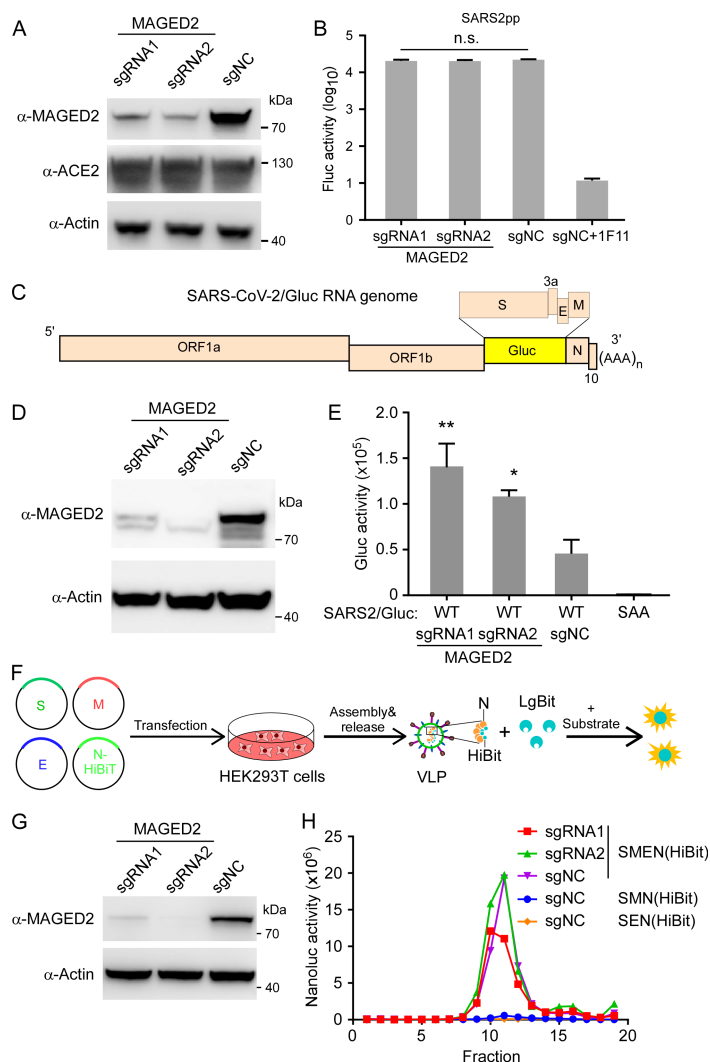 A
MAGED2
sgRNA1 sgRNA2 sgNC
kDa
α-MAGED2
70
α-ACE2
130
α-Actin
40
B
SARS2pp
n.s.
Fluc activity (log10)
5
4
3
2
1
0
sgRNA1 sgRNA2 sgNC sgNC+1F11
MAGED2
C
SARS-CoV-2/Gluc RNA genome
S 3a E M
5' ORF1a ORF1b Gluc N 10 3' (AAA)n
D
MAGED2
sgRNA1 sgRNA2 sgNC
kDa
α-MAGED2
70
α-Actin
40
E
Gluc activity (x10^5)
2.0
1.5
1.0
0.5
0
** *
SARS2/Gluc: WT WT WT SAA
sgRNA1 sgRNA2 sgNC
MAGED2
F
S M
E N-HiBiT
Transfection
HEK293T cells
Assembly&
release
VLP
N
HiBit
+
LgBit
+
Substrate
G
MAGED2
sgRNA1 sgRNA2 sgNC
kDa
α-MAGED2
70
α-Actin
40
H
Nanoluc activity (x10^6)
25
20
15
10
5
0
sgRNA1
sgRNA2 SMEN(HiBit)
sgNC
sgNC SMN(HiBit)
sgNC SEN(HiBit)
0 5 10 15 20
Fraction